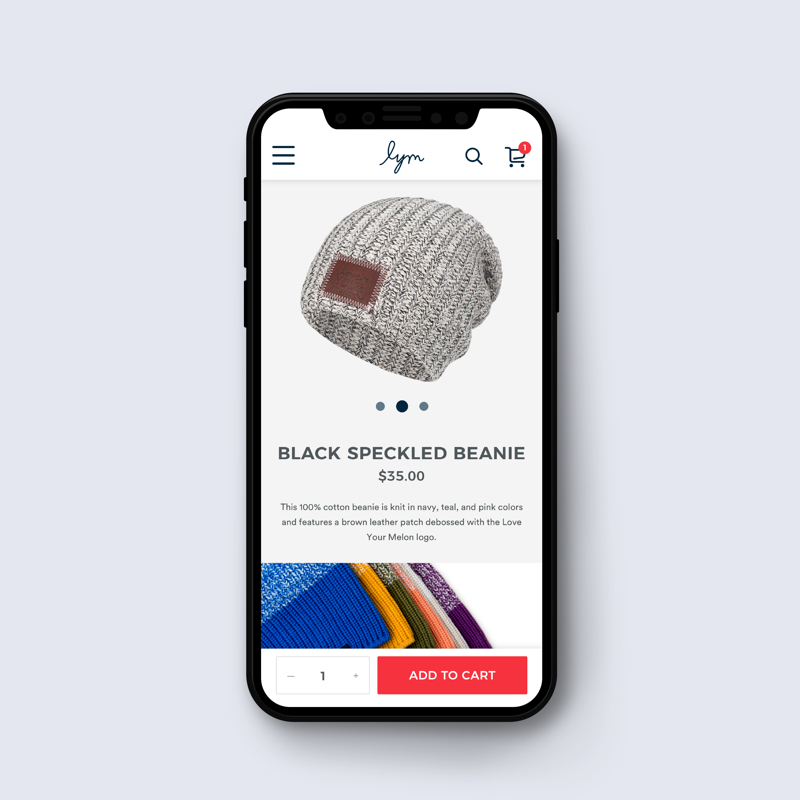 lym
1
BLACK SPECKLED BEANIE
$35.00
This 100% cotton beanie is knit in navy, teal, and pink colors
and features a brown leather patch debossed with the Love
Your Melon logo.
— 1 +
ADD TO CART